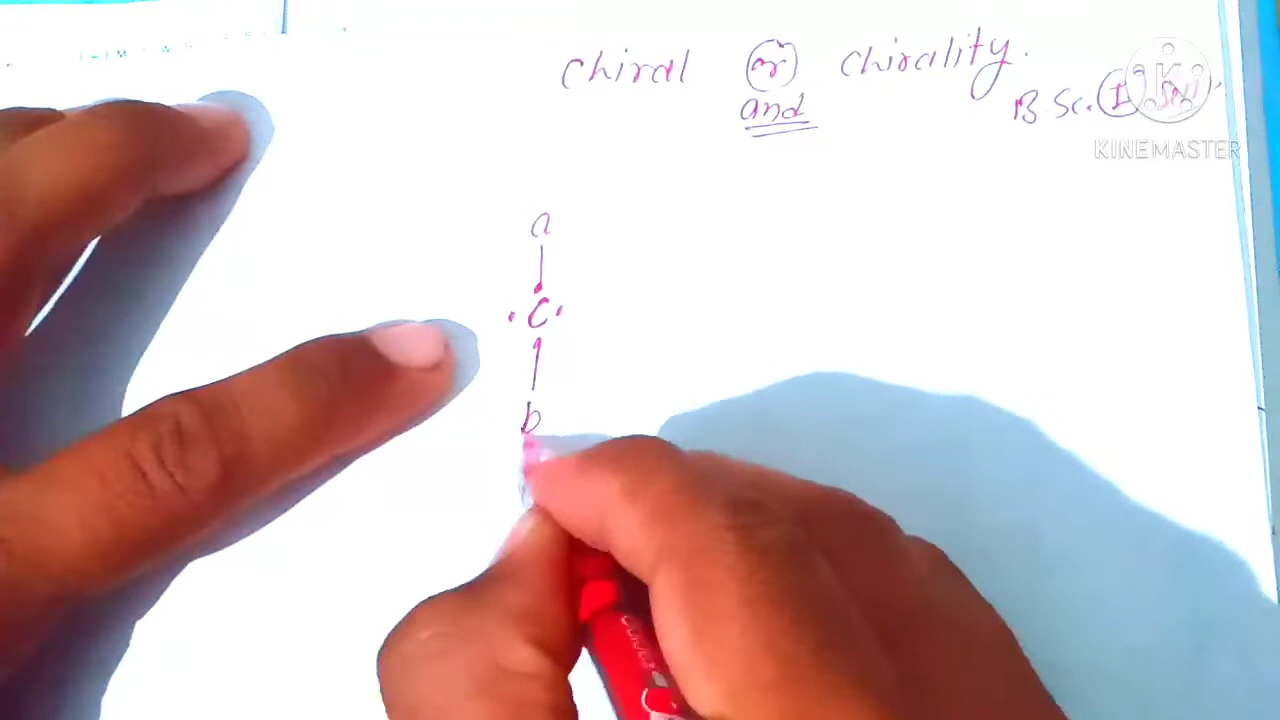 chiral or chirality.
and
B.Sc. I
KINEMASTER
a
C
b